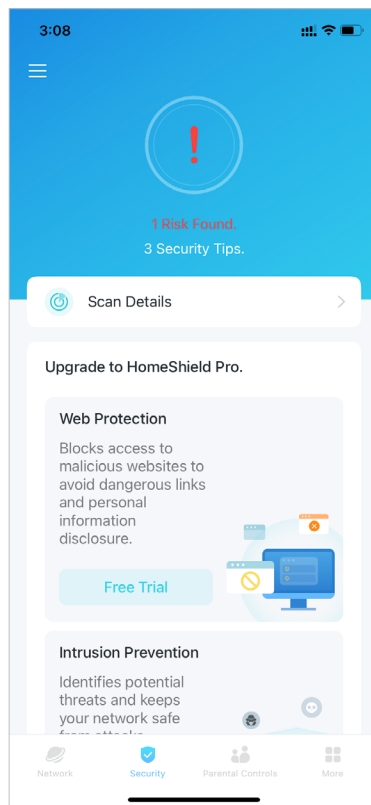 3:08
1 Risk Found.
3 Security Tips.
Scan Details
Upgrade to HomeShield Pro.
Web Protection
Blocks access to
malicious websites to
avoid dangerous links
and personal
information
disclosure.
Free Trial
Intrusion Prevention
Identifies potential
threats and keeps
your network safe
from attacks
Network
Security
Parental Controls
More